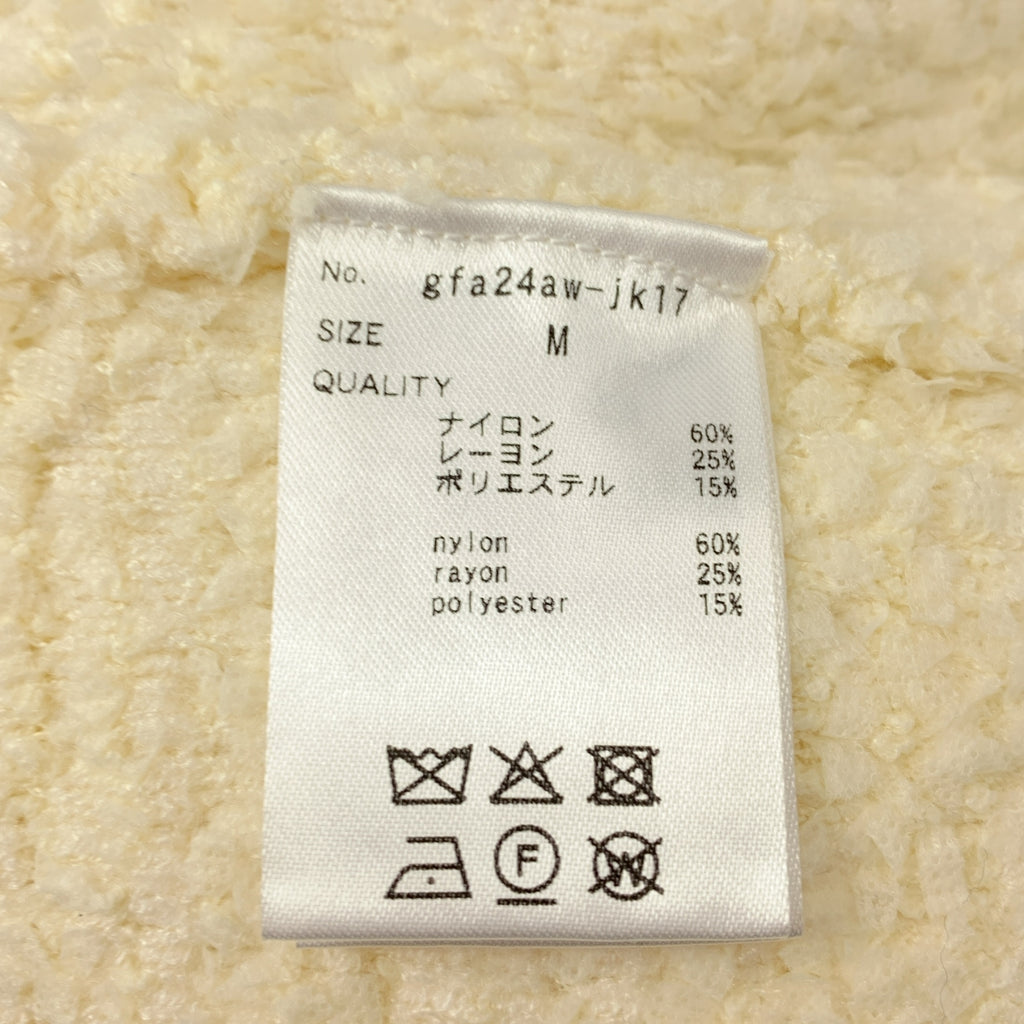 No. gfa24aw-jk17
SIZE M
QUALITY
ナイロン 60%
レーヨン 25%
ポリエステル 15%
nylon 60%
rayon 25%
polyester 15%
F
W